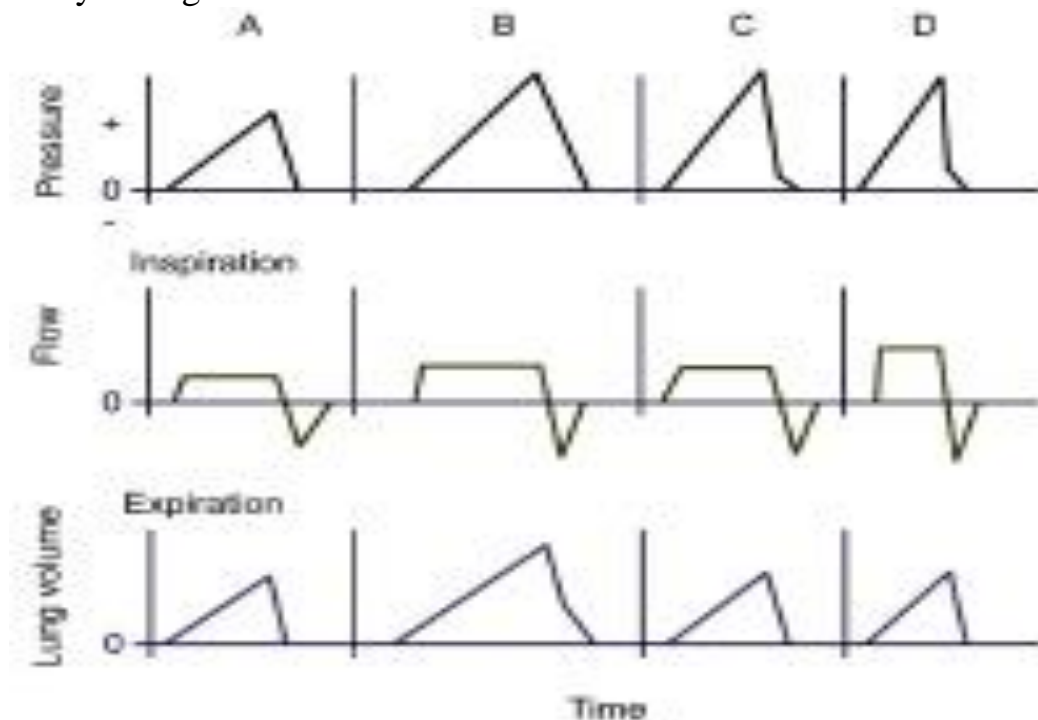 A B C D
Pressure
+
0
-
Inspiration
Flow
0
Expiration
Lung volume
0
Time